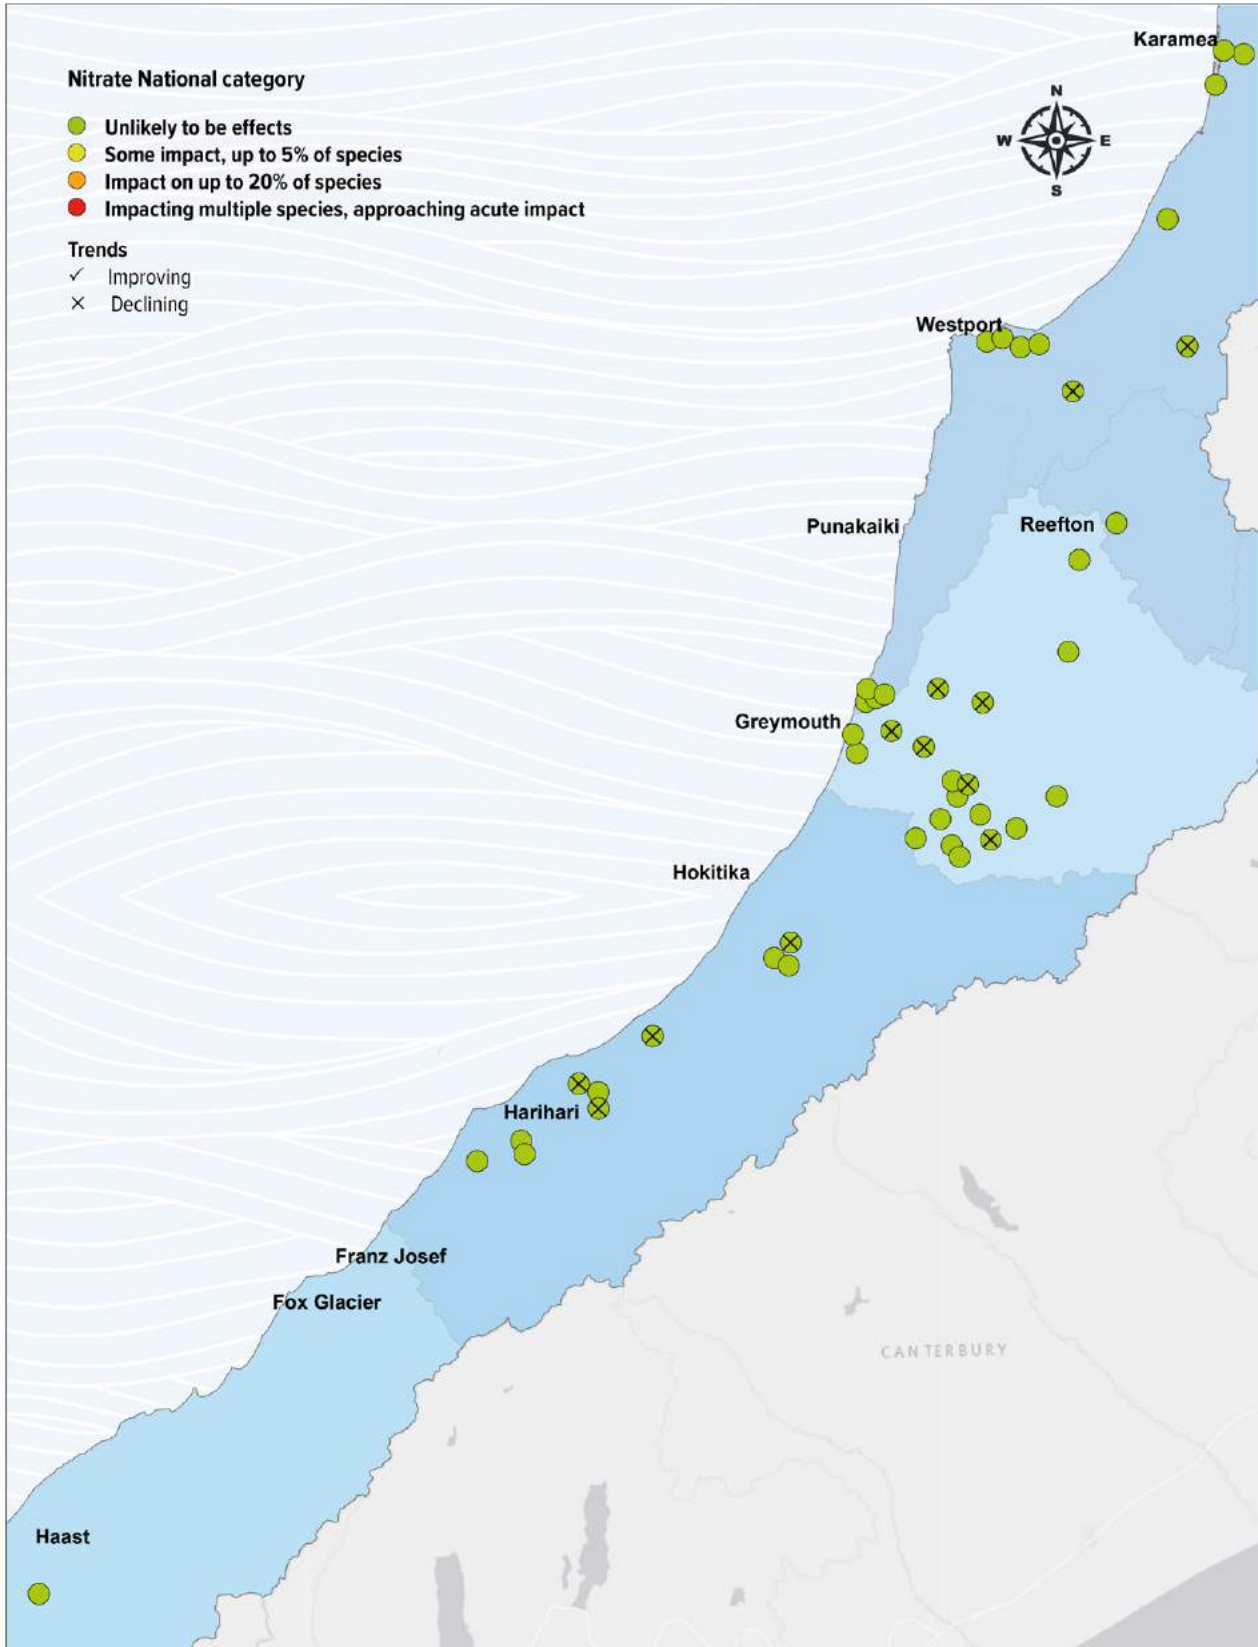 Karamea
Nitrate National category
N
W
E
S
Unlikely to be effects
Some impact, up to 5% of species
Impact on up to 20% of species
Impacting multiple species, approaching acute impact
Trends
Improving
Declining
Westport
Punakaiki
Reefton
Greymouth
Hokitika
Harihari
Franz Josef
Fox Glacier
CANTERBURY
Haast